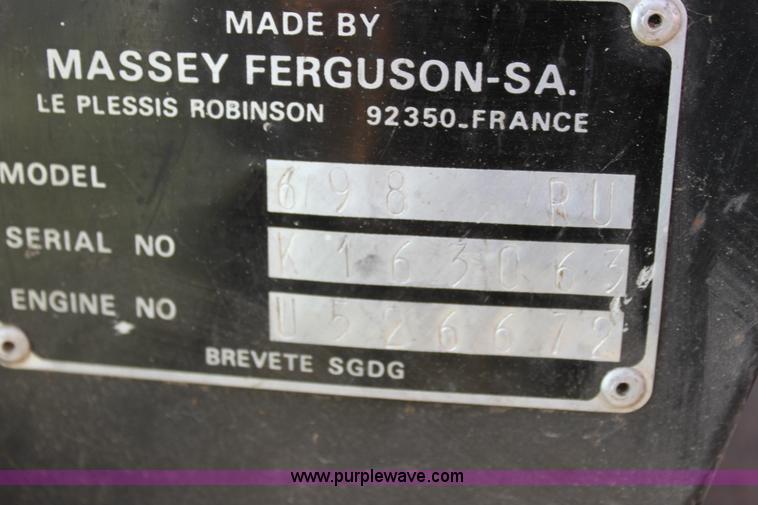 MADE BY
MASSEY FERGUSON-SA.
LE PLESSIS ROBINSON 92350-FRANCE
MODEL 698 RU
SERIAL NO K163063
ENGINE NO U526672
BREVETE SGDG
www.purplewave.com